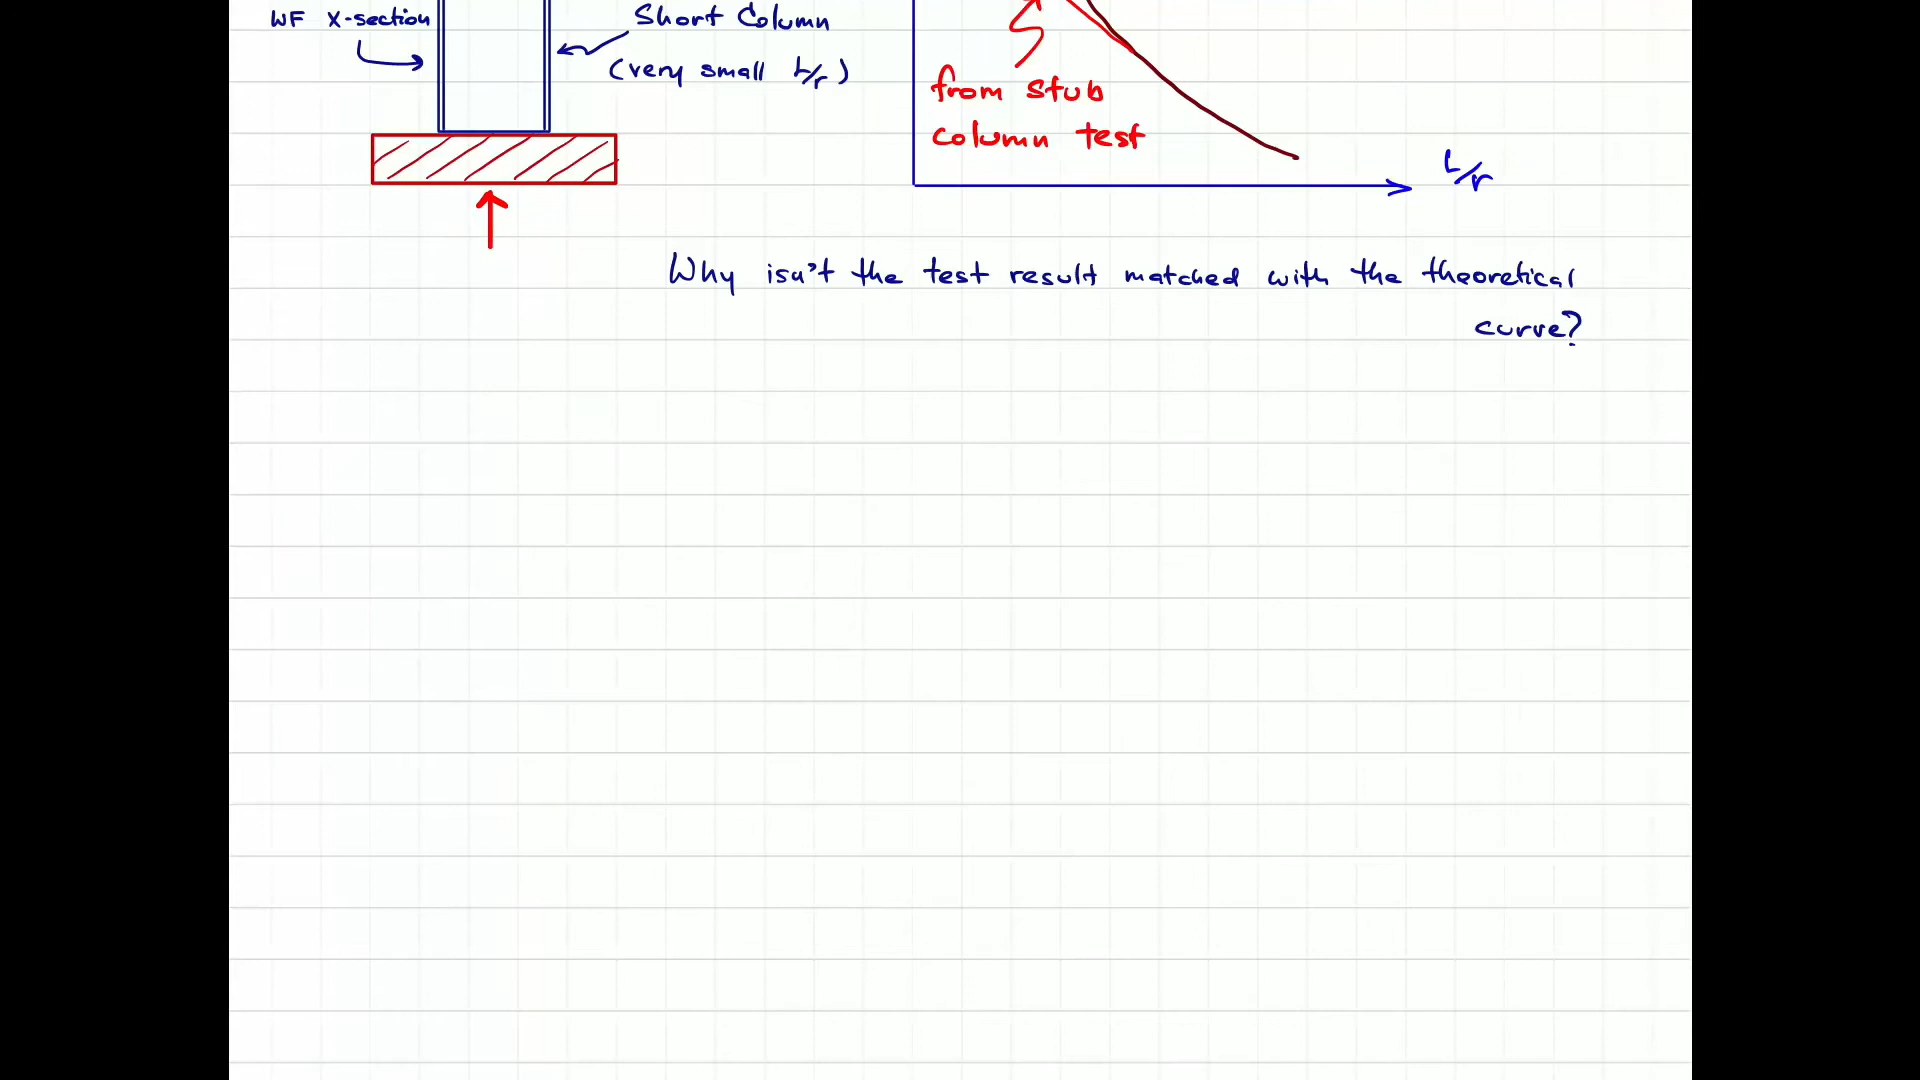 WF X-section
Short Column
(very small L/r)
from stub
column test
L/r
Why isn't the test result matched with the theoretical
curve?